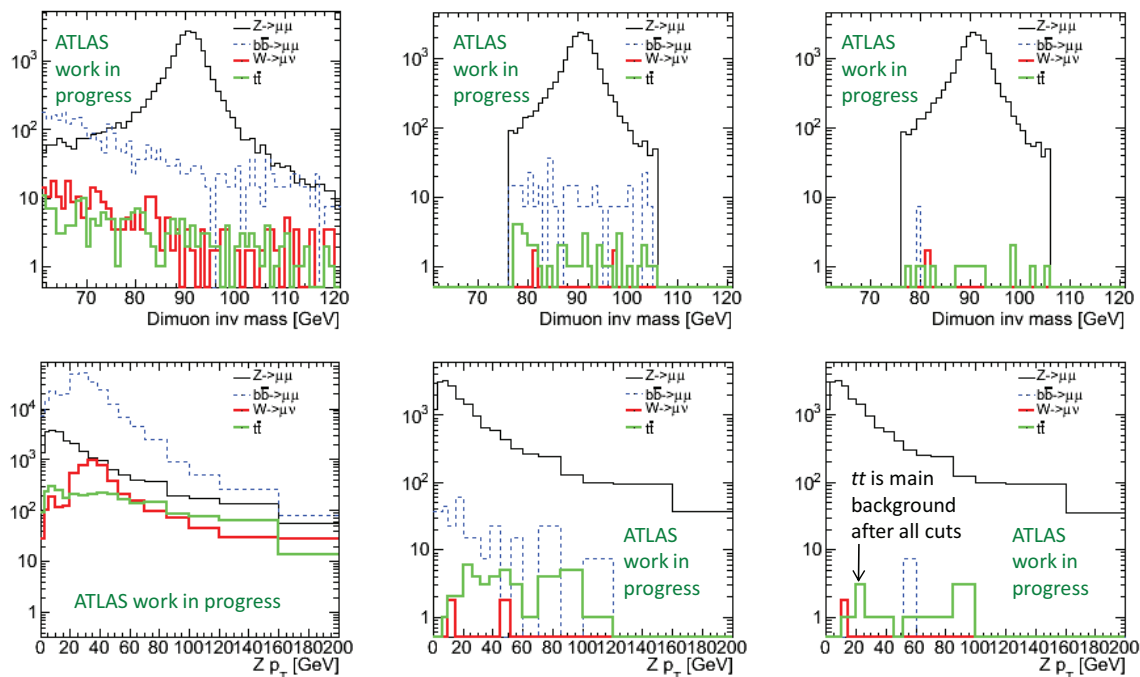 ATLAS
work in
progress
Z->μμ
bb̄->μμ
W->μν
tt̄
10³
10²
10
1
70 80 90 100 110 120
Dimuon inv mass [GeV]
ATLAS
work in
progress
Z->μμ
bb̄->μμ
W->μν
tt̄
10³
10²
10
1
70 80 90 100 110 120
Dimuon inv mass [GeV]
ATLAS
work in
progress
Z->μμ
bb̄->μμ
W->μν
tt̄
10³
10²
10
1
70 80 90 100 110 120
Dimuon inv mass [GeV]
Z->μμ
bb̄->μμ
W->μν
tt̄
10⁴
10³
10²
10
1
ATLAS work in progress
0 20 40 60 80 100 120 140 160 180 200
Z p_T [GeV]
Z->μμ
bb̄->μμ
W->μν
tt̄
10³
10²
10
1
ATLAS
work in
progress
0 20 40 60 80 100 120 140 160 180 200
Z p_T [GeV]
Z->μμ
bb̄->μμ
W->μν
tt̄
10³
10²
10
1
tt is main
background
after all cuts
ATLAS
work in
progress
0 20 40 60 80 100 120 140 160 180 200
Z p_T [GeV]